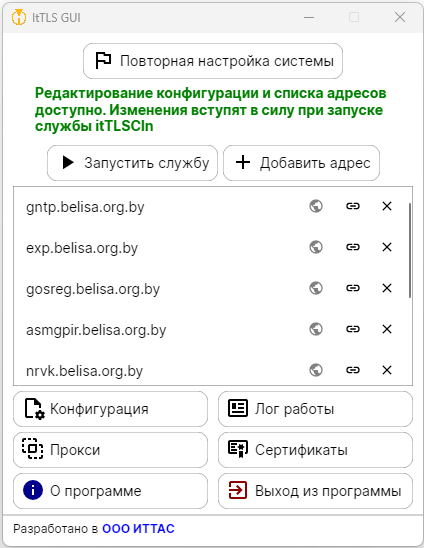 ItTLS GUI
Повторная настройка системы
Редактирование конфигурации и списка адресов
доступно. Изменения вступят в силу при запуске
службы itTLSCln
Запустить службу
Добавить адрес
gntp.belisa.org.by
exp.belisa.org.by
gosreg.belisa.org.by
asmgpir.belisa.org.by
nrvk.belisa.org.by
Конфигурация
Лог работы
Прокси
Сертификаты
О программе
Выход из программы
Разработано в ООО ИТТАС